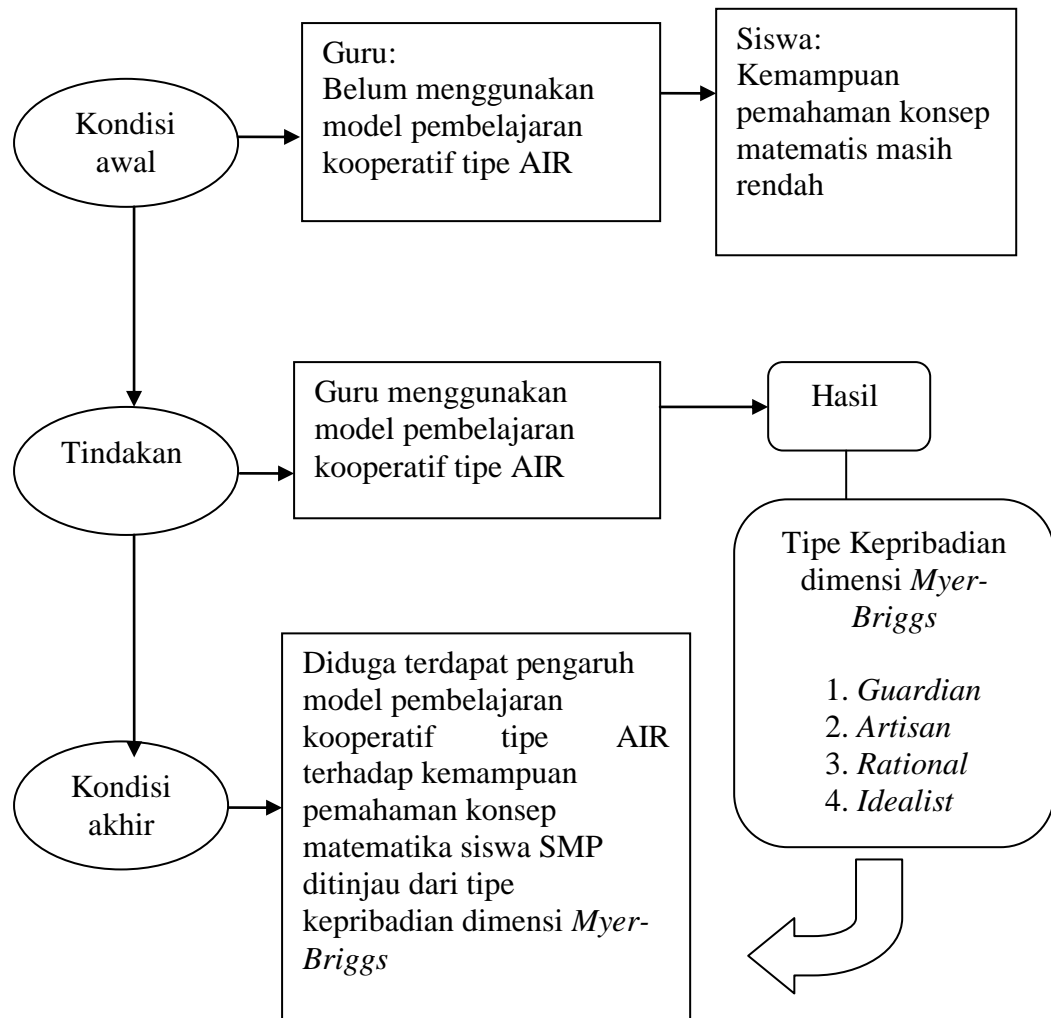 Kondisi
awal
Guru:
Belum menggunakan
model pembelajaran
kooperatif tipe AIR
Siswa:
Kemampuan
pemahaman konsep
matematis masih
rendah
Tindakan
Guru menggunakan
model pembelajaran
kooperatif tipe AIR
Hasil
Tipe Kepribadian
dimensi Myer-
Briggs
1. Guardian
2. Artisan
3. Rational
4. Idealist
Kondisi
akhir
Diduga terdapat pengaruh
model pembelajaran
kooperatif tipe AIR
terhadap kemampuan
pemahaman konsep
matematika siswa SMP
ditinjau dari tipe
kepribadian dimensi Myer-
Briggs